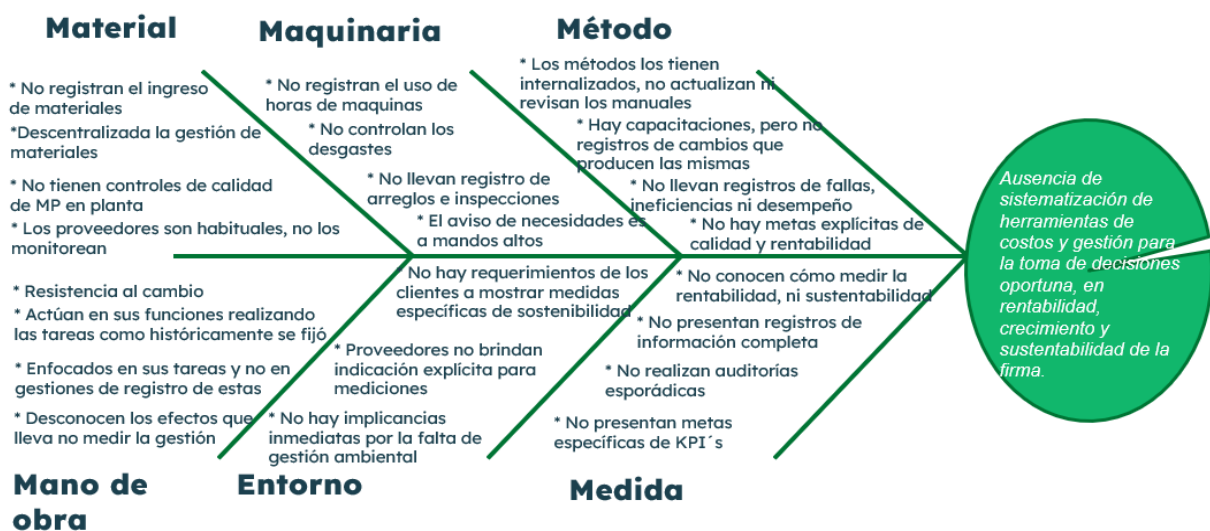 Material
* No registran el ingreso
de materiales
*Descentralizada la gestión de
materiales
* No tienen controles de calidad
de MP en planta
* Los proveedores son habituales, no los
monitorean
Maquinaria
* No registran el uso de
horas de maquinas
* No controlan los
desgastes
* No llevan registro de
arreglos e inspecciones
* El aviso de necesidades es
a mandos altos
Método
* Los métodos los tienen
internalizados, no actualizan ni
revisan los manuales
* Hay capacitaciones, pero no
registros de cambios que
producen las mismas
* No llevan registros de fallas,
ineficiencias ni desempeño
* No hay metas explícitas de
calidad y rentabilidad
Ausencia de
sistematización de
herramientas de
costos y gestión para
la toma de decisiones
oportuna, en
rentabilidad,
crecimiento y
sustentabilidad de la
firma.
* Resistencia al cambio
* Actúan en sus funciones realizando
las tareas como históricamente se fijó
* Enfocados en sus tareas y no en
gestiones de registro de estas
* Desconocen los efectos que
lleva no medir la gestión
Mano de
obra
* No hay requerimientos de los
clientes a mostrar medidas
específicas de sostenibilidad
* Proveedores no brindan
indicación explícita para
mediciones
* No hay implicancias
inmediatas por la falta de
gestión ambiental
Entorno
* No conocen cómo medir la
rentabilidad, ni sustentabilidad
* No presentan registros de
información completa
* No realizan auditorías
esporádicas
* No presentan metas
específicas de KPI´s
Medida